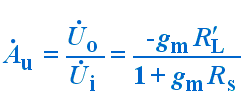 Ȧu = U̇o / U̇i = -gm R′L / 1 + gm Rs